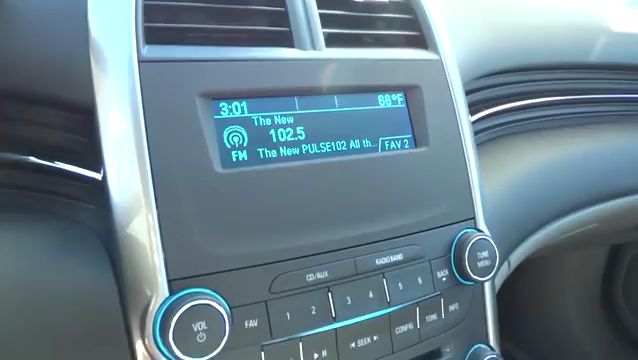 3:01 68°F
The New
102.5
FM The New PULSE102 All th... FAV 2
CD/AUX RADIO BAND
TUNE
MENU
1 2 3 4 5 6 BACK
FAV
VOL
SEEK CONFIG TONE INFO